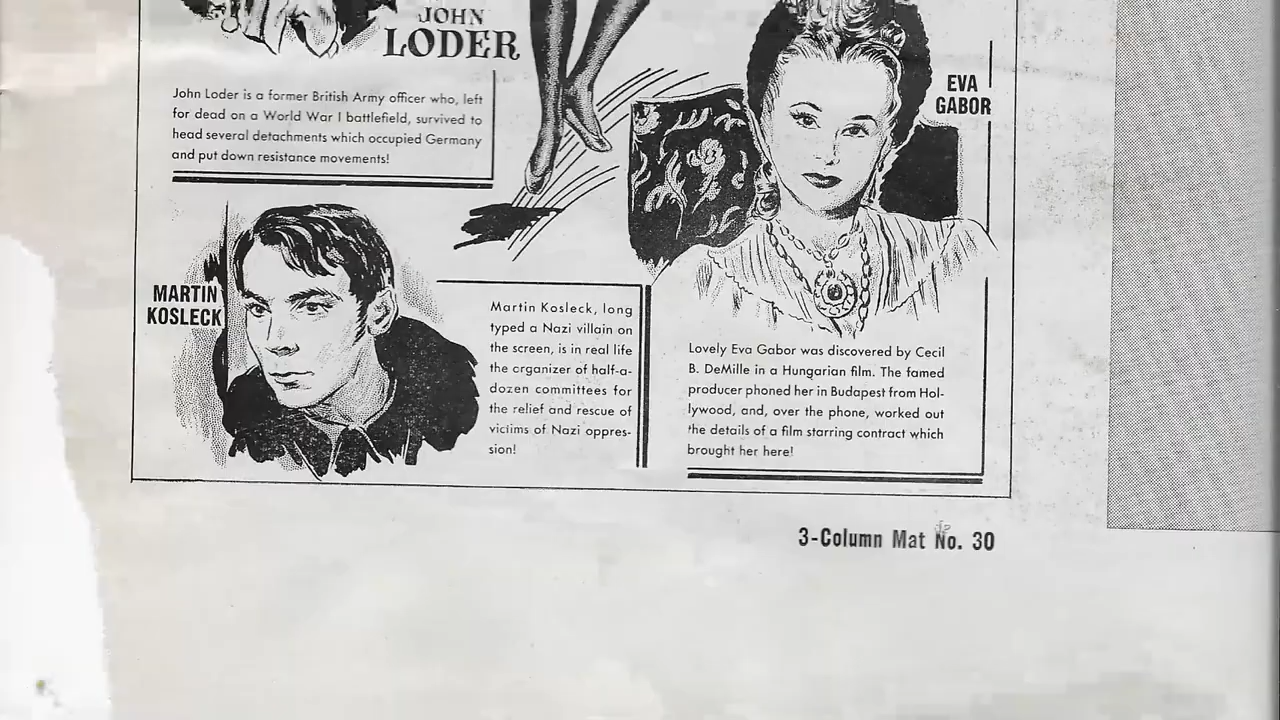 JOHN
LODER
John Loder is a former British Army officer who, left
for dead on a World War I battlefield, survived to
head several detachments which occupied Germany
and put down resistance movements!
EVA
GABOR
MARTIN
KOSLECK
Martin Kosleck, long
typed a Nazi villain on
the screen, is in real life
the organizer of half-a-
dozen committees for
the relief and rescue of
victims of Nazi oppres-
sion!
Lovely Eva Gabor was discovered by Cecil
B. DeMille in a Hungarian film. The famed
producer phoned her in Budapest from Hol-
lywood, and, over the phone, worked out
the details of a film starring contract which
brought her here!
3-Column Mat No. 30